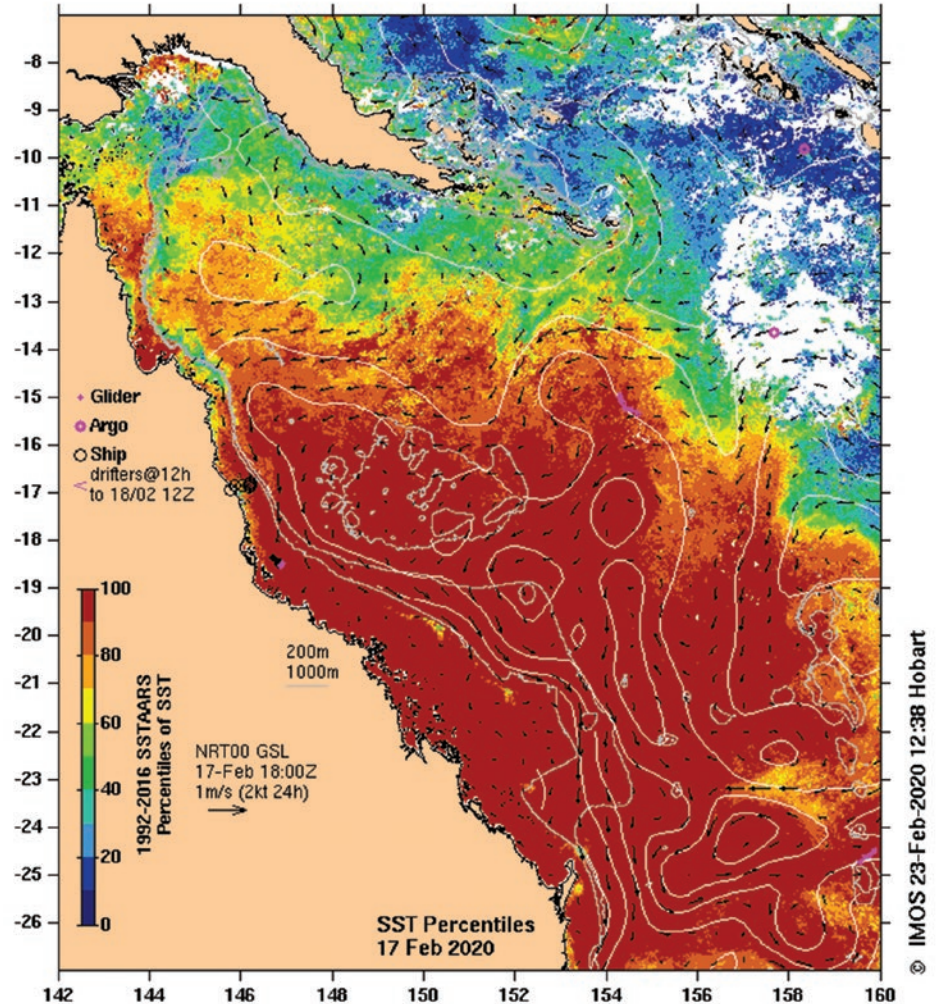 -8
-9
-10
-11
-12
-13
-14
-15
-16
-17
-18
-19
-20
-21
-22
-23
-24
-25
-26
Glider
Argo
Ship
drifters@12h
to 18/02 12Z
100
80
60
40
20
0
1992-2016 SSTAARS
Percentiles of SST
200m
1000m
NRT00 GSL
17-Feb 18:00Z
1m/s (2kt 24h)
SST Percentiles
17 Feb 2020
142 144 146 148 150 152 154 156 158 160
© IMOS 23-Feb-2020 12:38 Hobart